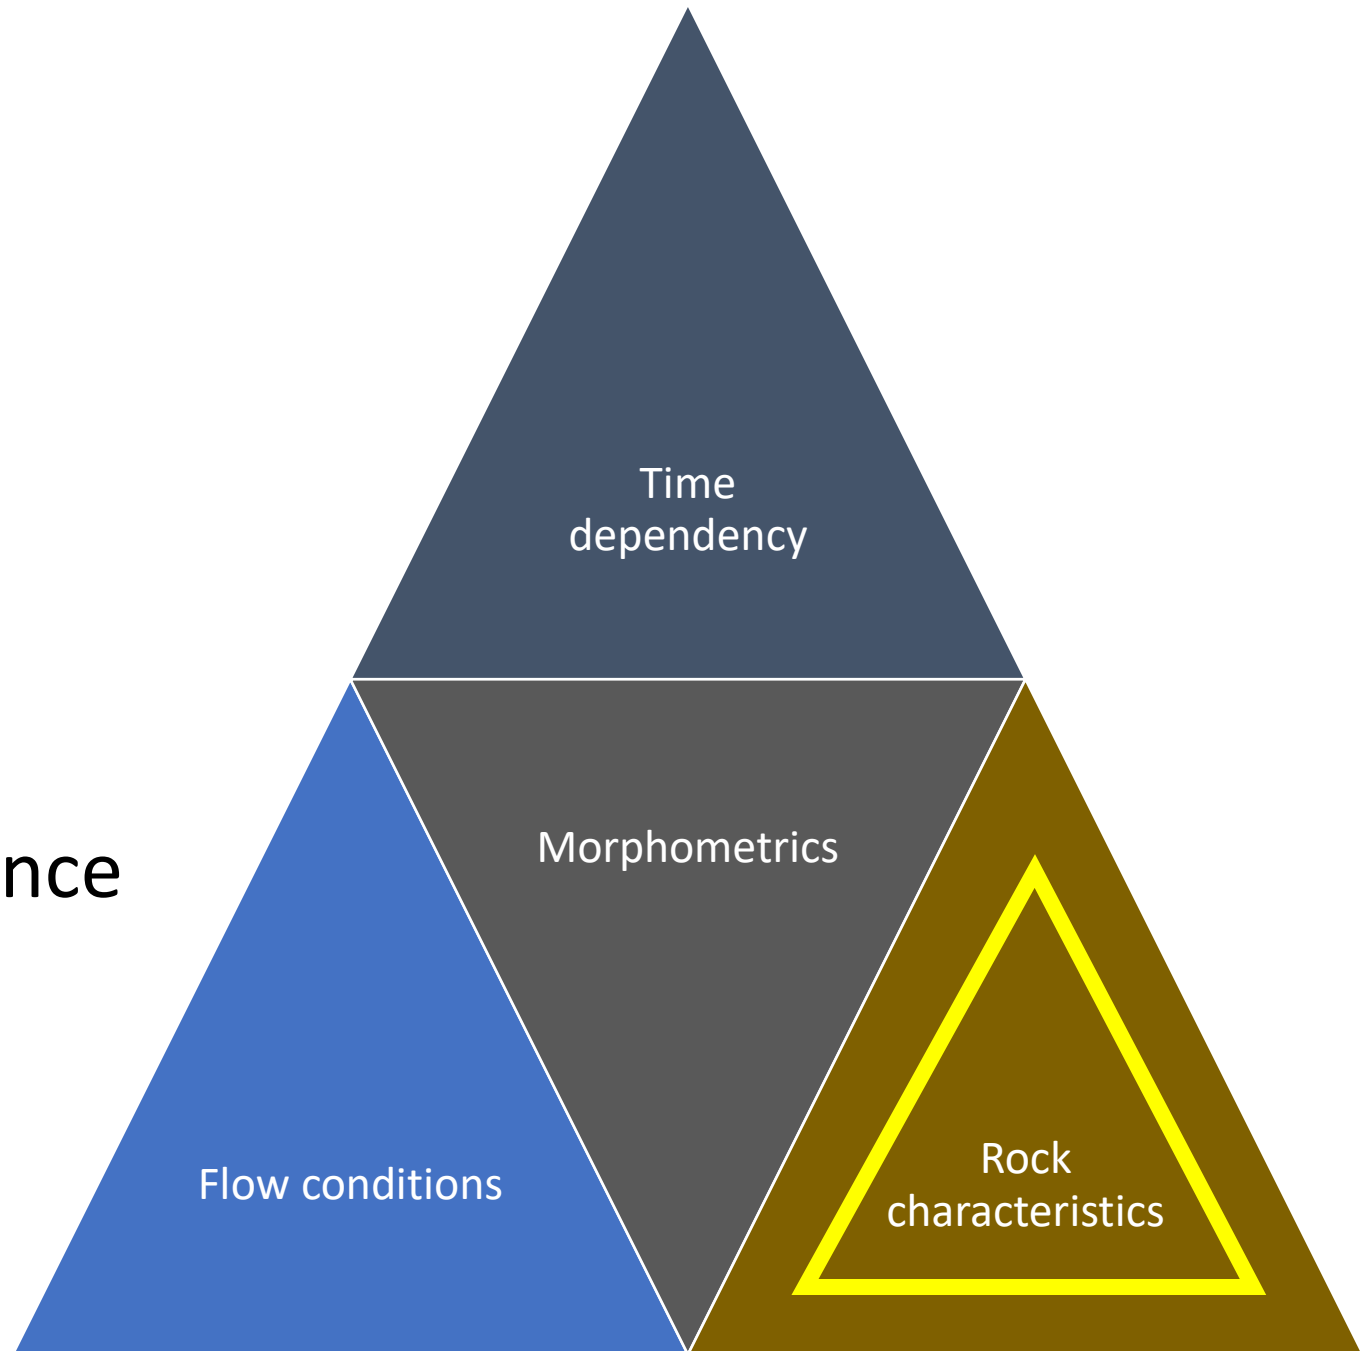 Time
dependency
Morphometrics
nce
Flow conditions
Rock
characteristics